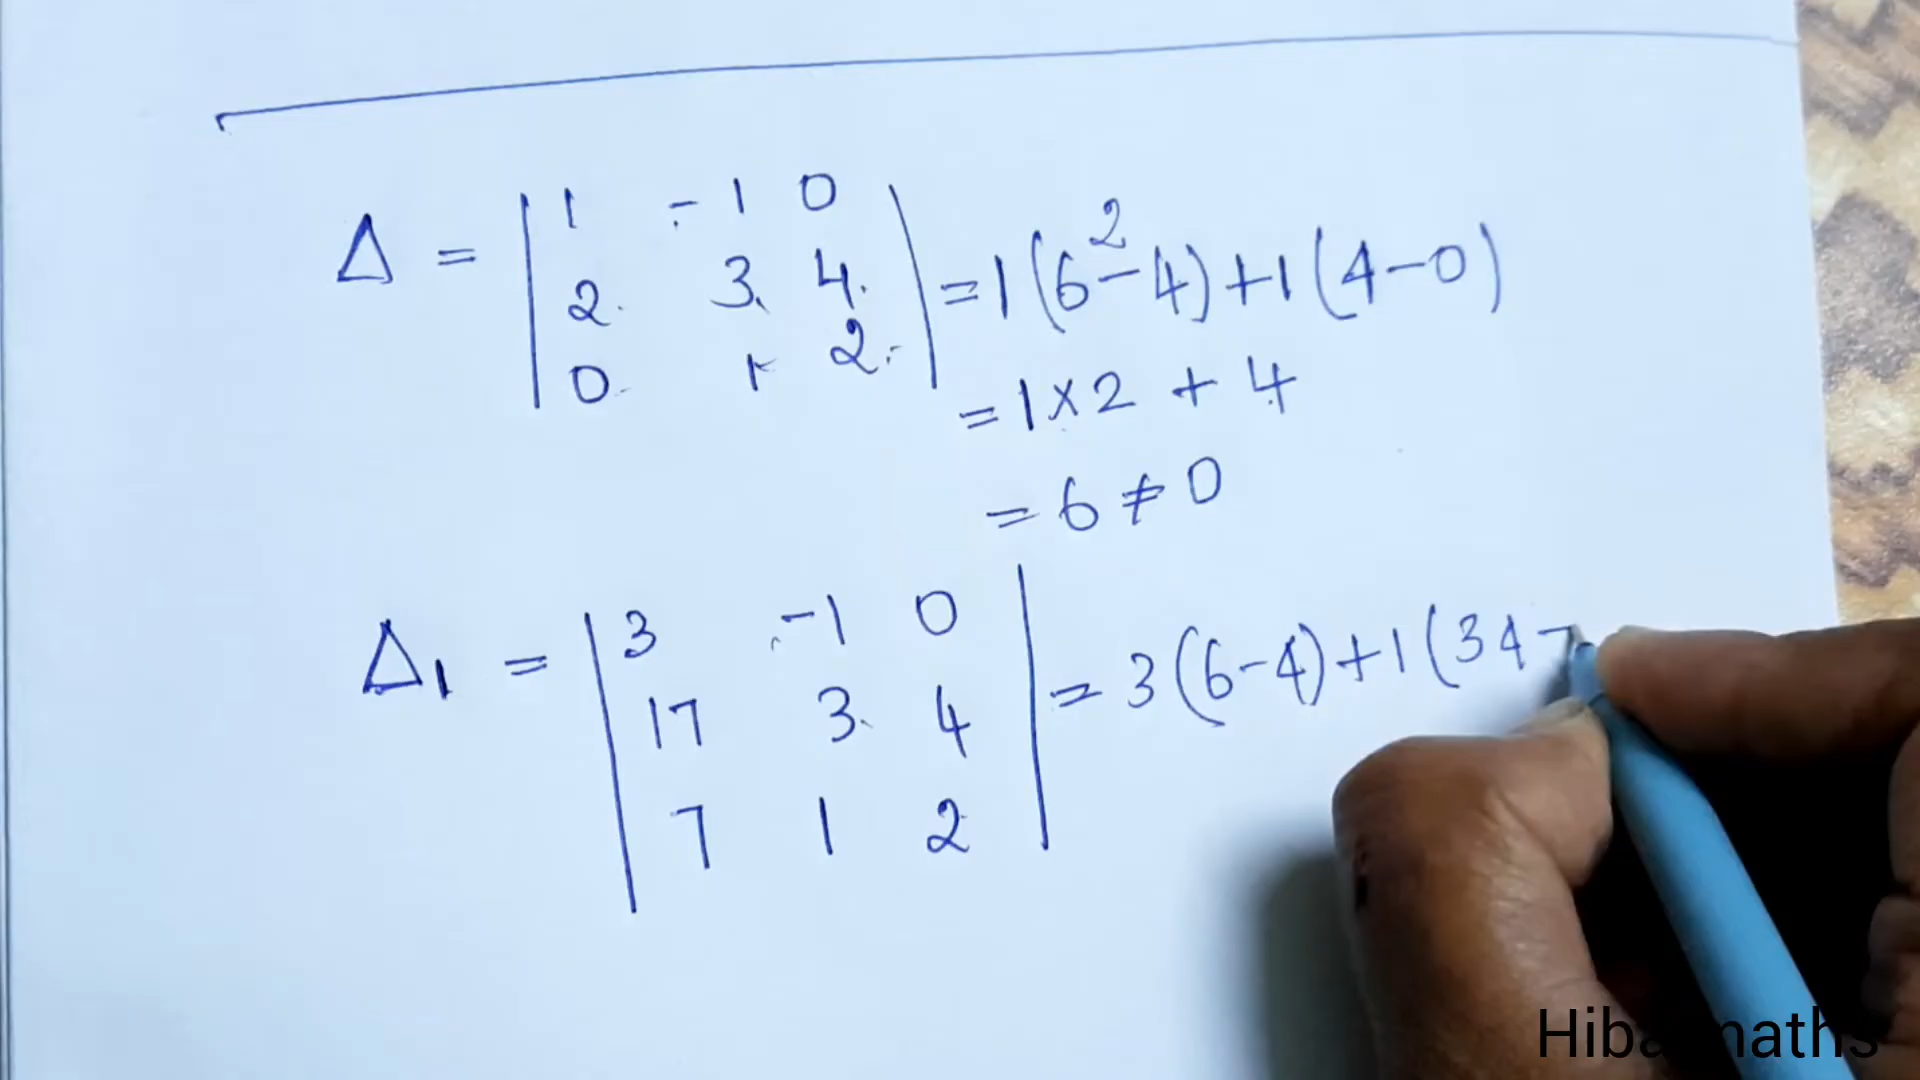 Δ = | 1 -1 0 | = 1(6-4)+1(4-0)
2
| 2 3 4 |
| 0 1 2 |
= 1×2 + 4
= 6 ≠ 0
Δ₁ = | 3 -1 0 | = 3(6-4)+1(34-
| 17 3 4 |
| 7 1 2 |